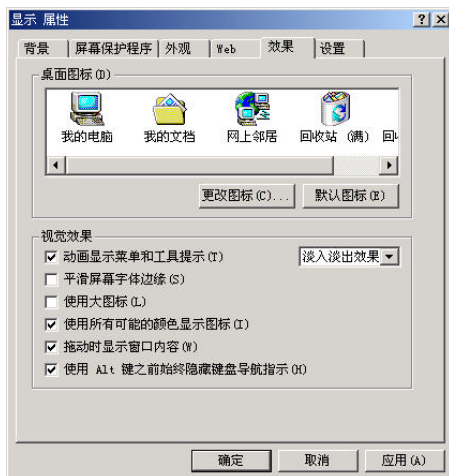 显示 属性
背景 屏幕保护程序 外观 Web 效果 设置
桌面图标(D)
我的电脑 我的文档 网上邻居 回收站 (满) 回
更改图标(C)... 默认图标(E)
视觉效果
动画显示菜单和工具提示(T) 淡入淡出效果
平滑屏幕字体边缘(S)
使用大图标(L)
使用所有可能的颜色显示图标(I)
拖动时显示窗口内容(W)
使用 Alt 键之前始终隐藏键盘导航指示(H)
确定 取消 应用(A)